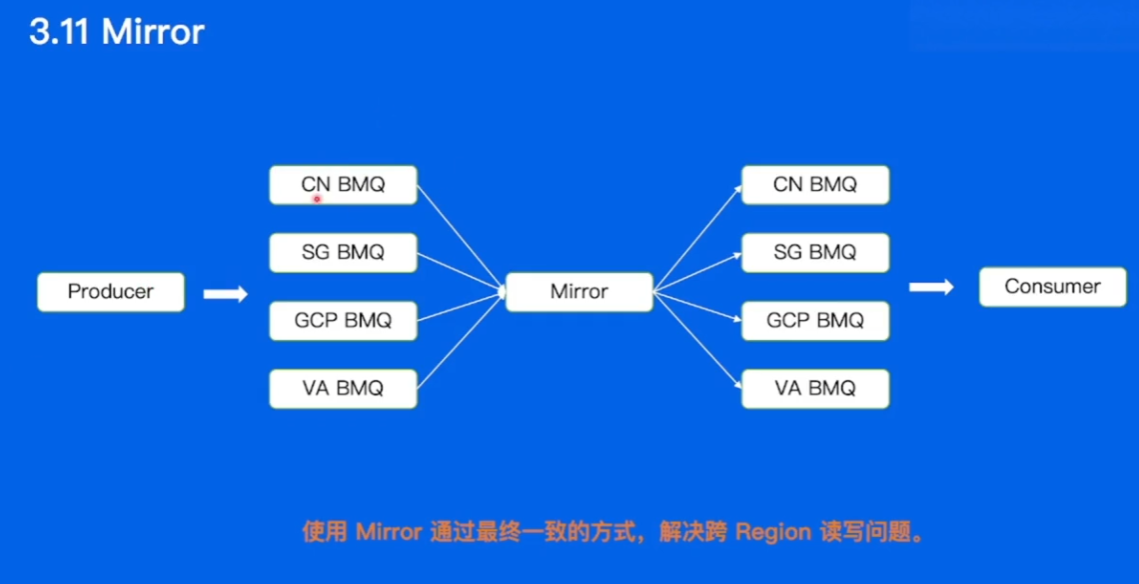 3.11 Mirror
Producer
CN BMQ
SG BMQ
GCP BMQ
VA BMQ
Mirror
CN BMQ
SG BMQ
GCP BMQ
VA BMQ
Consumer
使用 Mirror 通过最终一致的方式，解决跨 Region 读写问题。